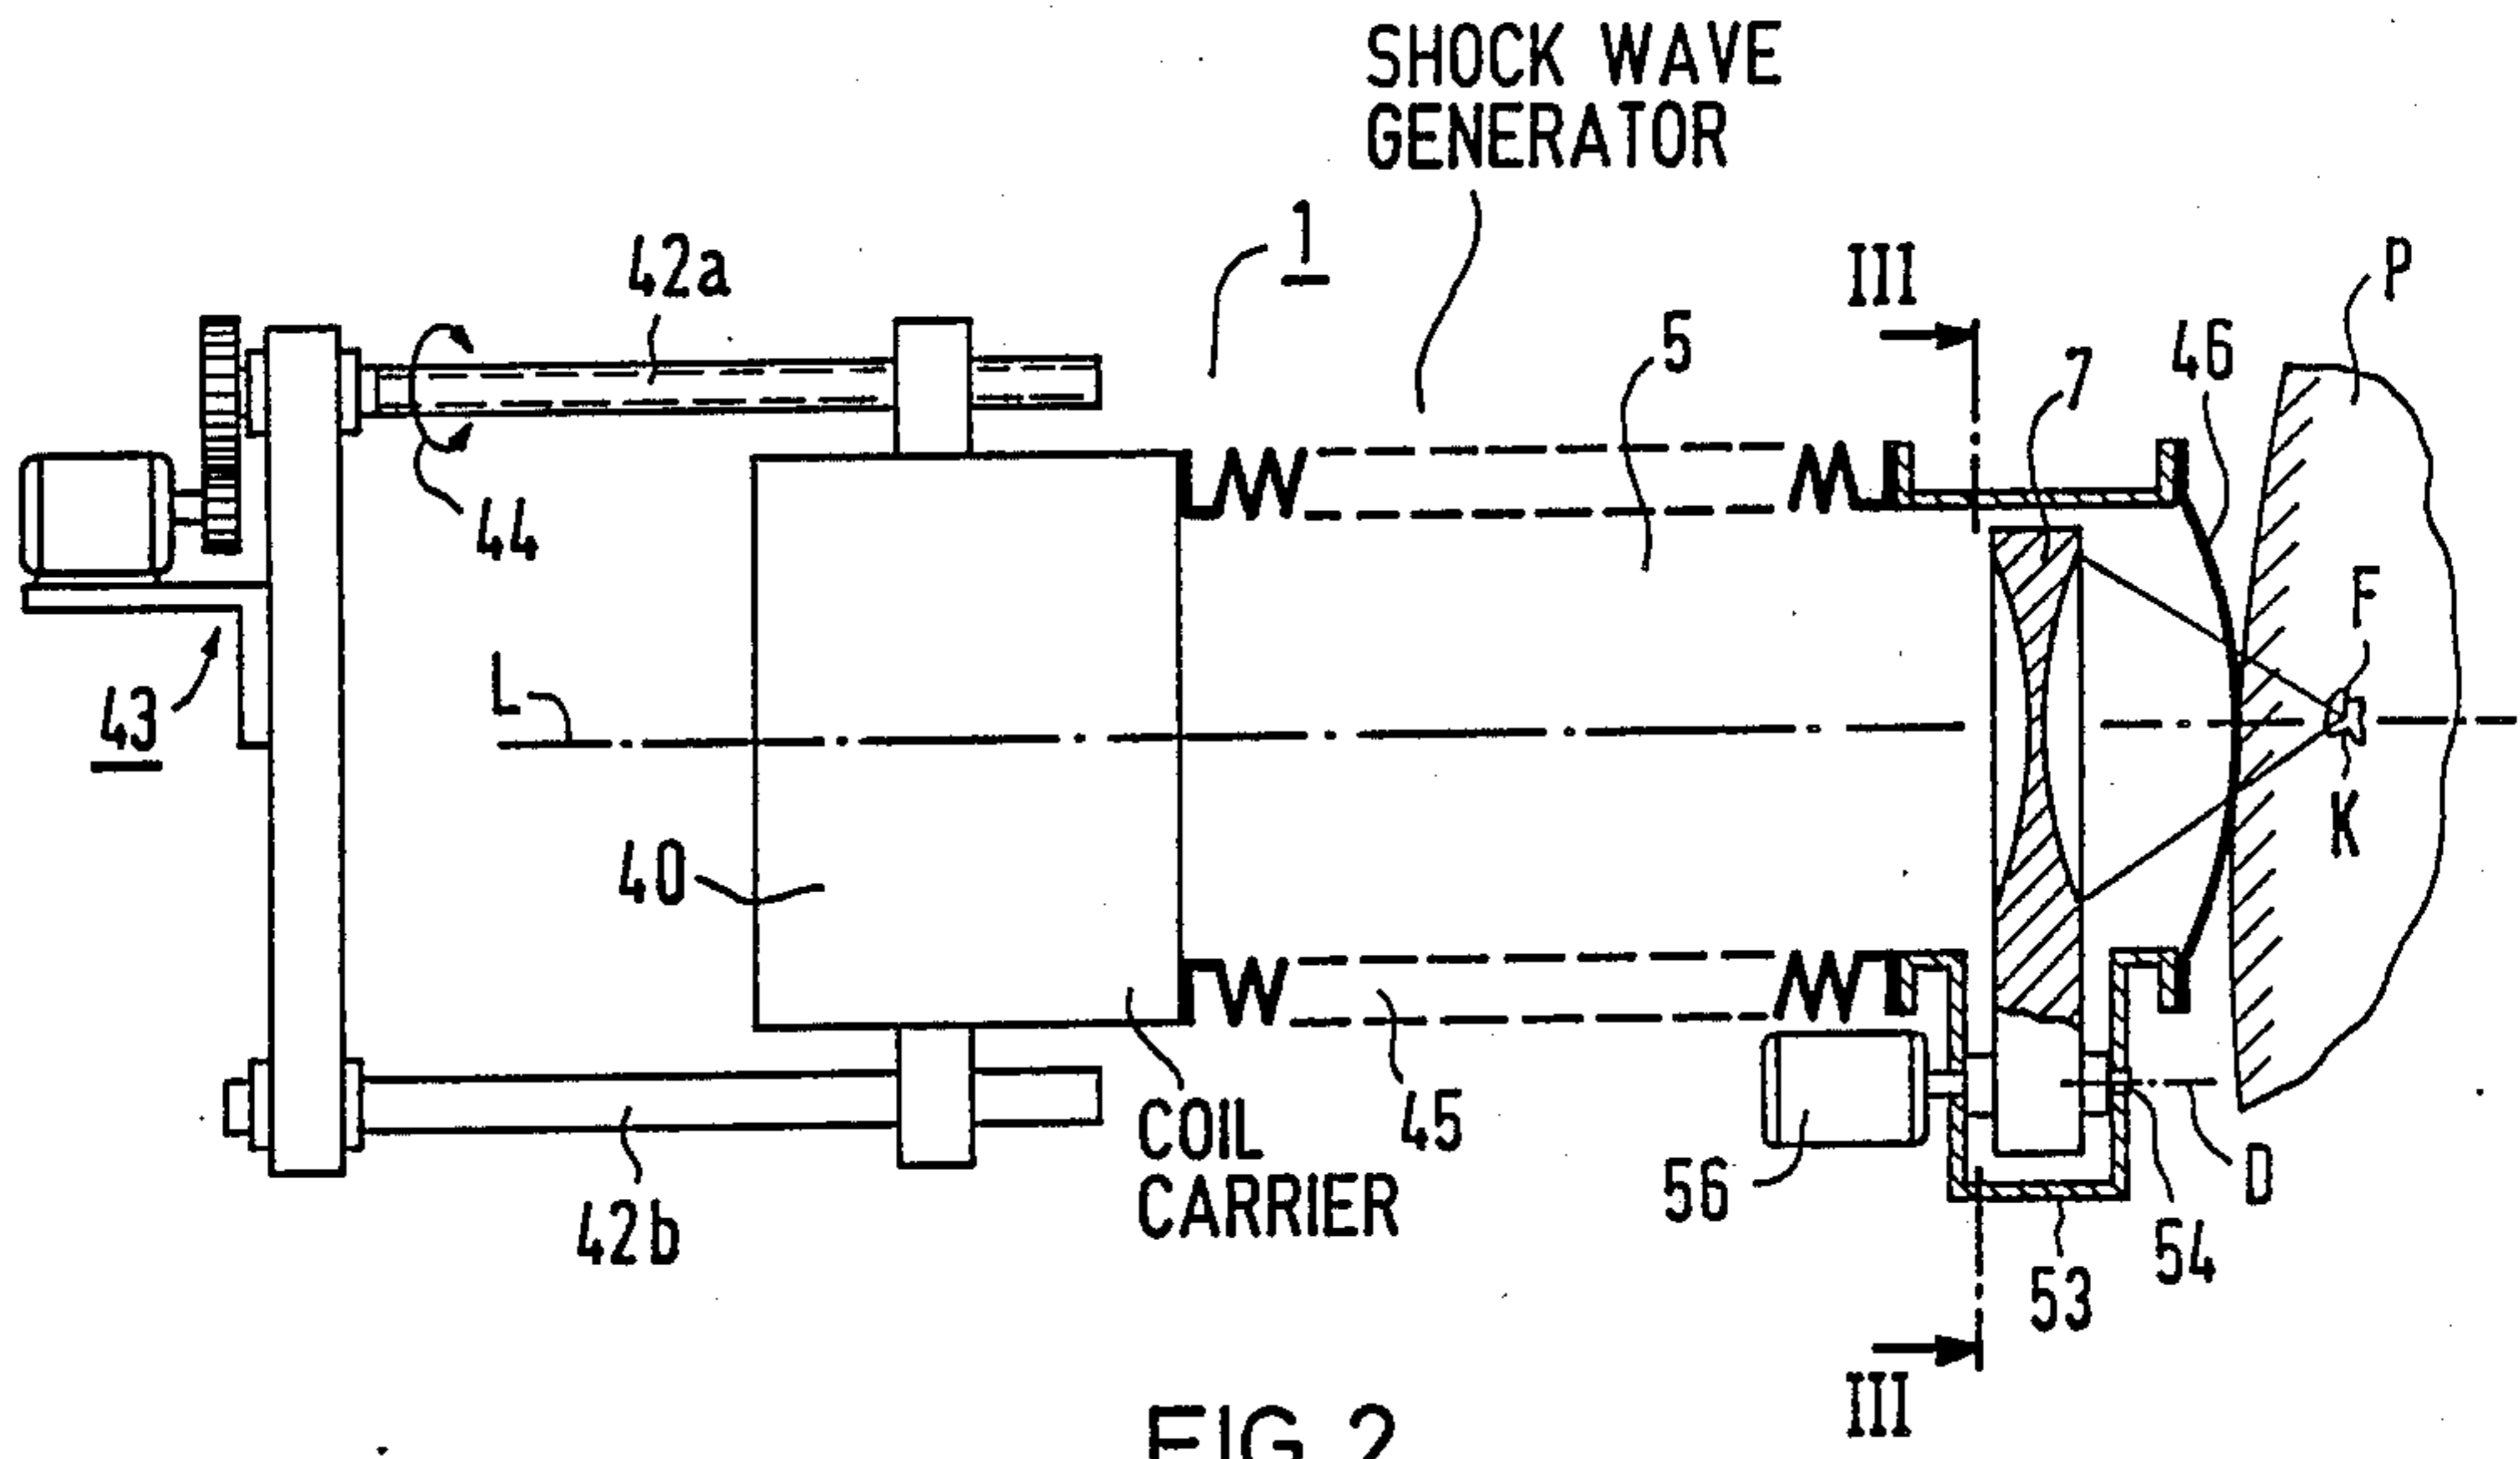 SHOCK WAVE
GENERATOR
1
42a
III
P
5
7
46
44
F
L
43
K
40
COIL
CARRIER
45
56
D
54
42b
53
III
FIG 2